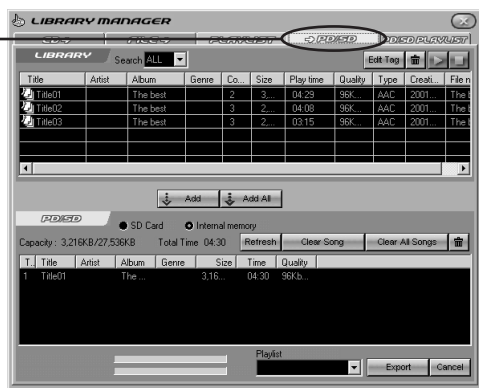 LIBRARY MANAGER
CD→ FILE→ PLAYLIST →PD/SD PD/SD PLAYLIST
LIBRARY Search ALL Edit Tag
Title Artist Album Genre Co... Size Play time Quality Type Creati... File n
Title01 The best 2 3,... 04:29 96K... AAC 2001... The b
Title02 The best 3 2,... 04:08 96K... AAC 2001... The b
Title03 The best 3 2,... 03:15 96K... AAC 2001... The b
Add Add All
PD/SD SD Card Internal memory
Capacity: 3,216KB/27,536KB Total Time 04:30 Refresh Clear Song Clear All Songs
T.. Title Artist Album Genre Size Time Quality
1 Title01 The ... 3,16... 04:30 96Kb...
Playlist
Export Cancel